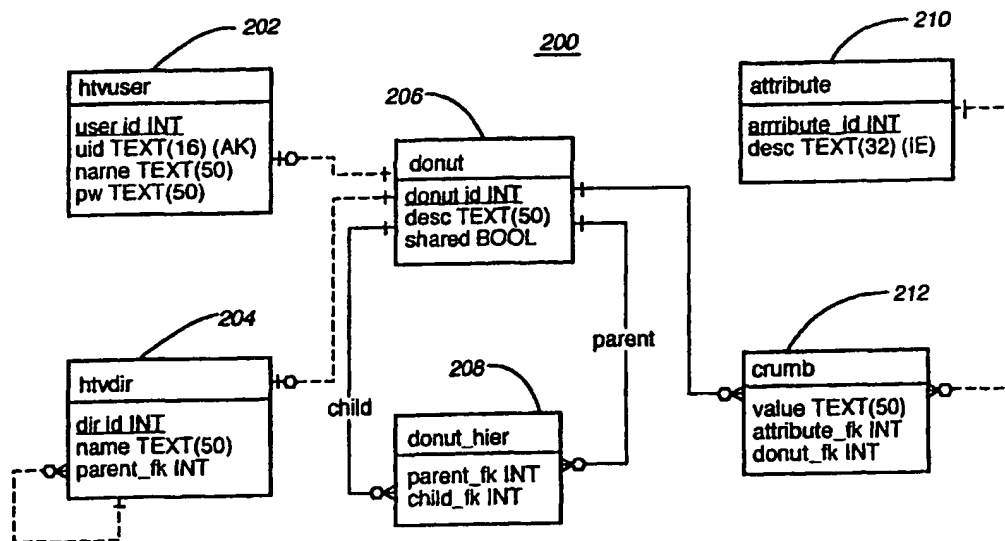 202
200
210
htvuser
user id INT
uid TEXT(16) (AK)
narne TEXT(50)
pw TEXT(50)
206
donut
donut id INT
desc TEXT(50)
shared BOOL
attribute
arrribute_id INT
desc TEXT(32) (IE)
204
htvdir
dir id INT
name TEXT(50)
parent_fk INT
child
208
donut_hier
parent_fk INT
child_fk INT
parent
212
crumb
value TEXT(50)
attribute_fk INT
donut_fk INT